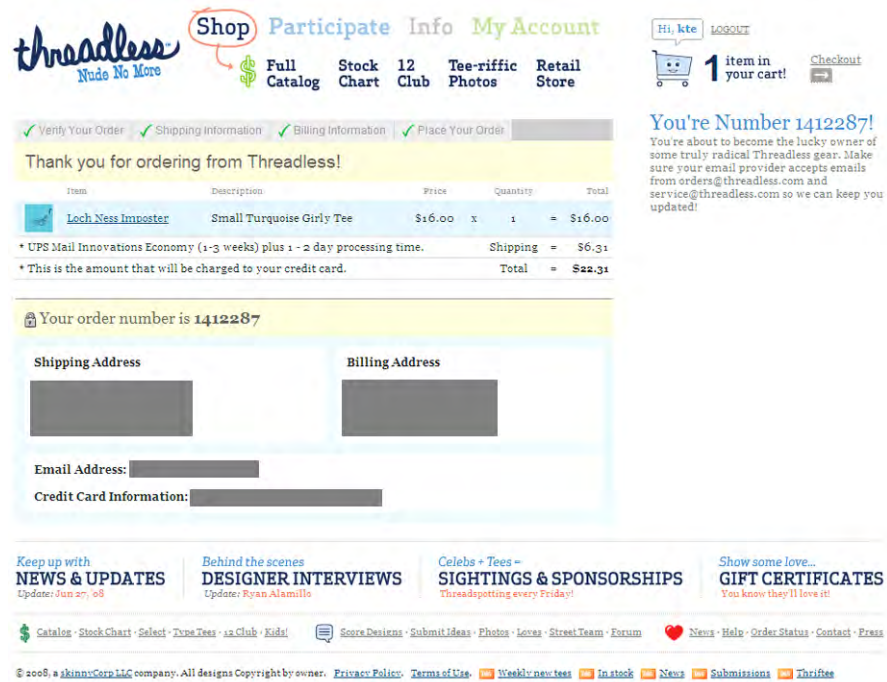 threadless
Nude No More
Shop Participate Info My Account
$ Full Catalog Stock Chart 12 Club Tee-riffic Photos Retail Store
Hi, kte LOGOUT
1 item in your cart! Checkout
Verify Your Order Shipping Information Billing Information Place Your Order
Thank you for ordering from Threadless!
Item Description Price Quantity Total
Loch Ness Imposter Small Turquoise Girly Tee $16.00 x 1 = $16.00
* UPS Mail Innovations Economy (1-3 weeks) plus 1 - 2 day processing time. Shipping = $6.31
* This is the amount that will be charged to your credit card. Total = $22.31
You're Number 1412287!
You're about to become the lucky owner of
some truly radical Threadless gear. Make
sure your email provider accepts emails
from orders@threadless.com and
service@threadless.com so we can keep you
updated!
Your order number is 1412287
Shipping Address Billing Address
Email Address:
Credit Card Information:
Keep up with Behind the scenes Celebs + Tees = Show some love...
NEWS & UPDATES DESIGNER INTERVIEWS SIGHTINGS & SPONSORSHIPS GIFT CERTIFICATES
Update: Jun 27, '08 Update: Ryan Alamillo Threadspotting every Friday! You know they'll love it!
$ Catalog · Stock Chart · Select · Type Tees · 12 Club · Kids! Score Designs · Submit Ideas · Photos · Loves · Street Team · Forum News · Help · Order Status · Contact · Press
© 2008, a skinnyCorp LLC company. All designs Copyright by owner. Privacy Policy. Terms of Use. Weekly new tees In stock News Submissions Thriftee